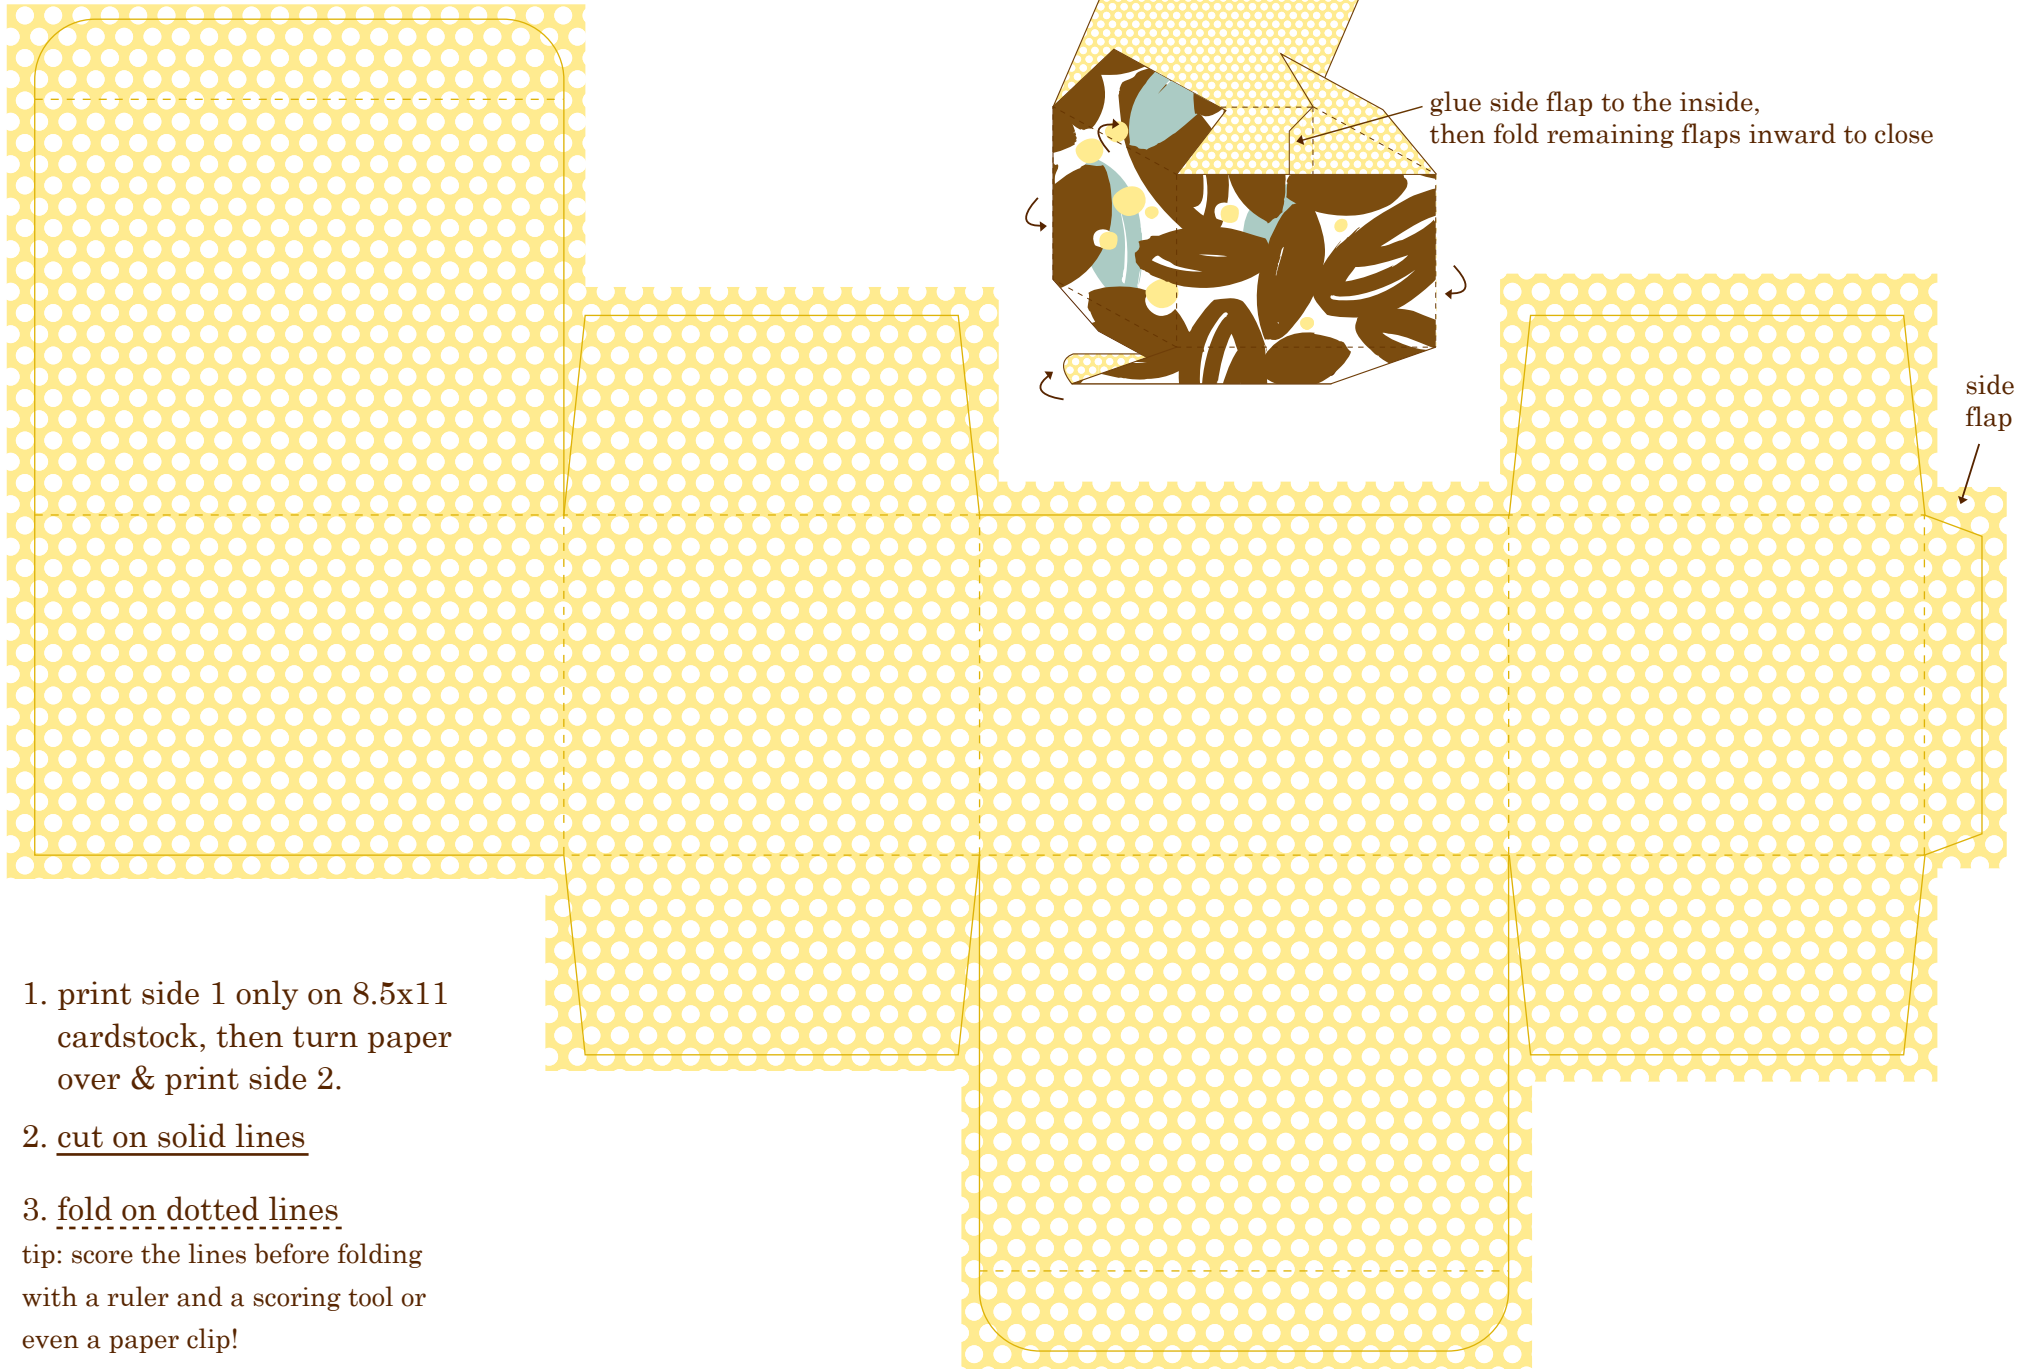 glue side flap to the inside,
then fold remaining flaps inward to close
side
flap
1. print side 1 only on 8.5x11
cardstock, then turn paper
over & print side 2.
2. cut on solid lines
3. fold on dotted lines
tip: score the lines before folding
with a ruler and a scoring tool or
even a paper clip!